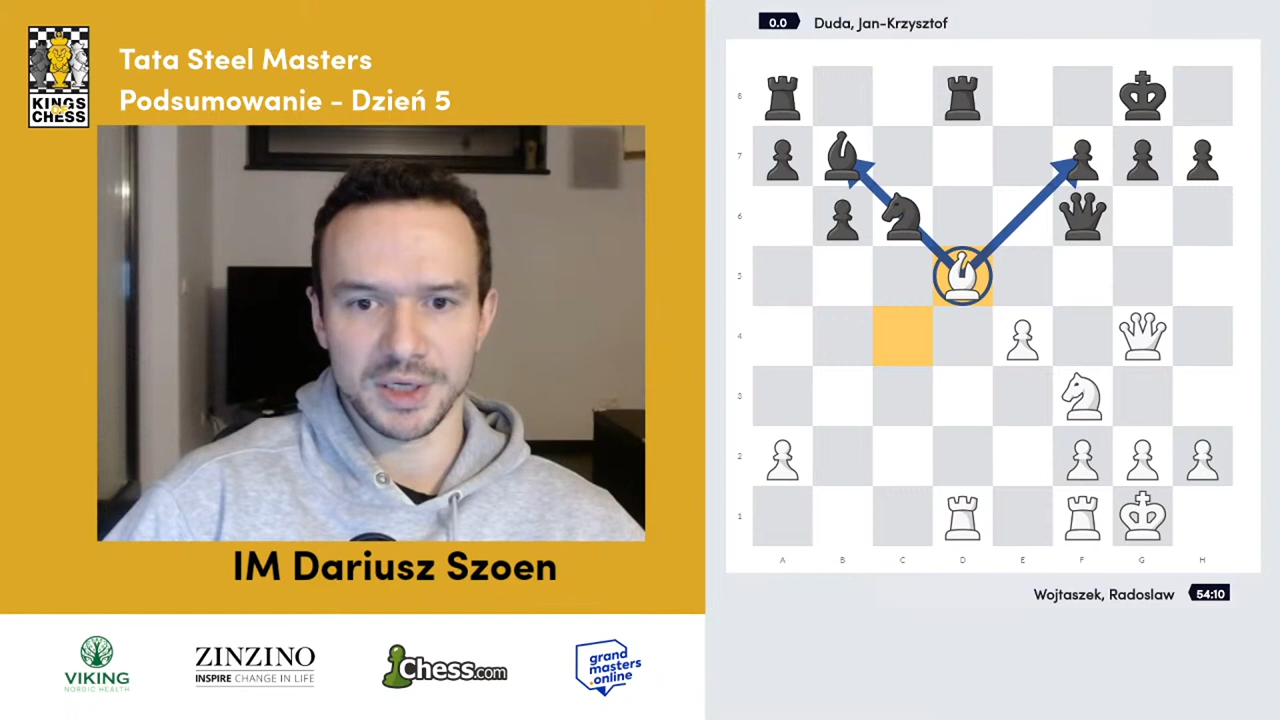 KINGS
OF
CHESS
Tata Steel Masters
Podsumowanie - Dzień 5
IM Dariusz Szoen
VIKING
NORDIC HEALTH
ZINZINO
INSPIRE CHANGE IN LIFE
Chess.com
grand
masters
.online
0.0 Duda, Jan-Krzysztof
8
7
6
5
4
3
2
1
A B C D E F G H
Wojtaszek, Radoslaw 54:10